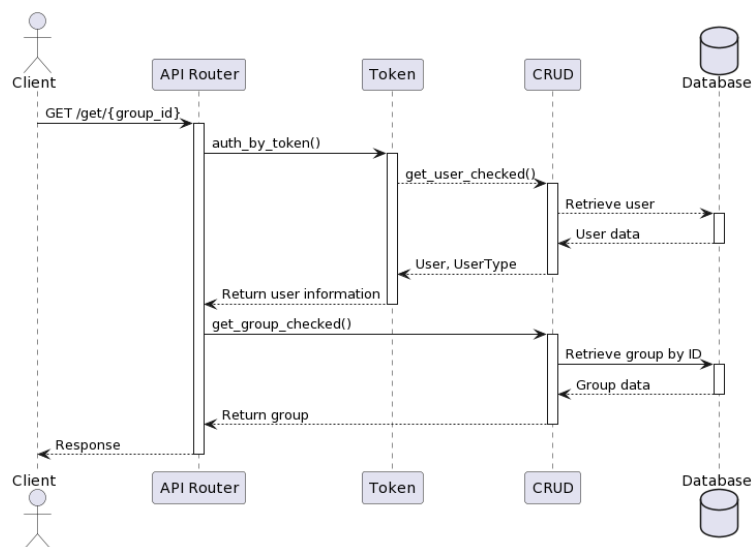 Client
API Router
Token
CRUD
Database
GET /get/{group_id}
auth_by_token()
get_user_checked()
Retrieve user
User data
User, UserType
Return user information
get_group_checked()
Retrieve group by ID
Group data
Return group
Response
Client
API Router
Token
CRUD
Database